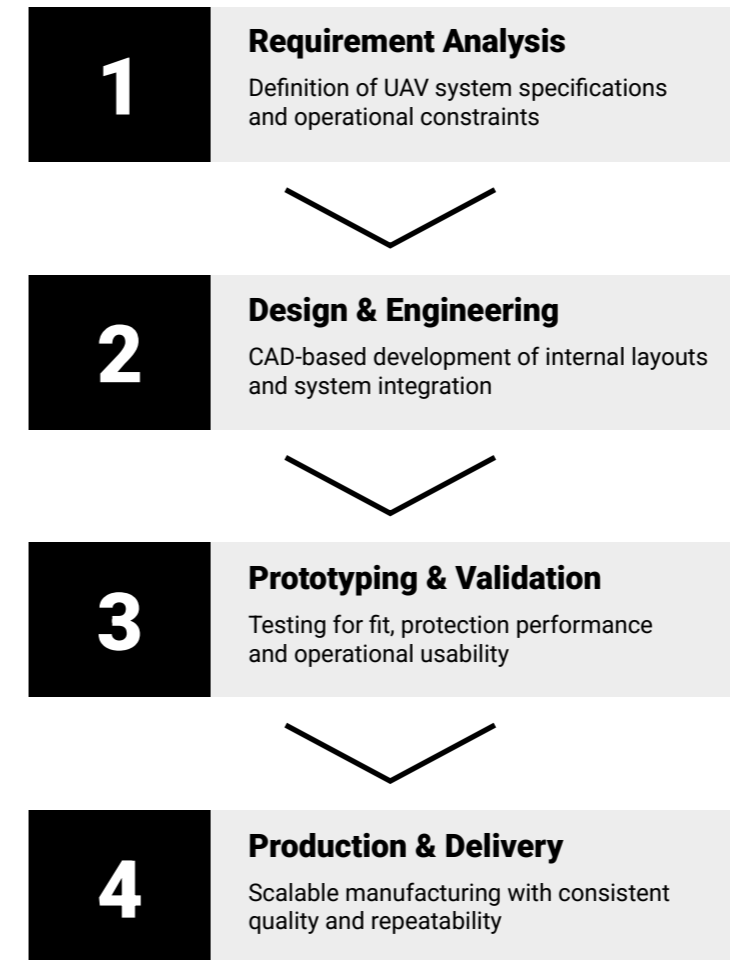 1
Requirement Analysis
Definition of UAV system specifications
and operational constraints
2
Design & Engineering
CAD-based development of internal layouts
and system integration
3
Prototyping & Validation
Testing for fit, protection performance
and operational usability
4
Production & Delivery
Scalable manufacturing with consistent
quality and repeatability